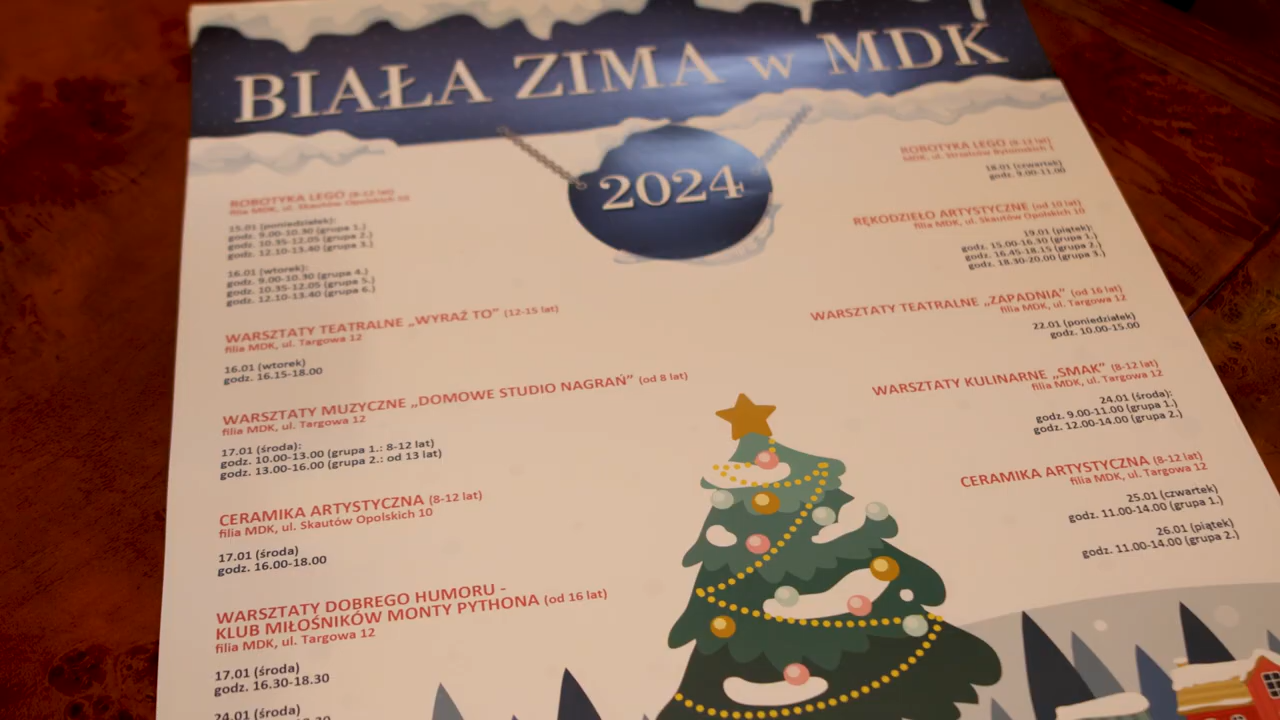 BIAŁA ZIMA w MDK
2024
ROBOTYKA LEGO (8-12 lat)
filia MDK, ul. Skautów Opolskich 10
15.01 (poniedziałek):
godz. 9.00-10.30 (grupa 1.)
godz. 10.35-12.05 (grupa 2.)
godz. 12.10-13.40 (grupa 3.)
16.01 (wtorek):
godz. 9.00-10.30 (grupa 4.)
godz. 10.35-12.05 (grupa 5.)
godz. 12.10-13.40 (grupa 6.)
WARSZTATY TEATRALNE „WYRAŹ TO” (12-15 lat)
filia MDK, ul. Targowa 12
16.01 (wtorek)
godz. 16.15-18.00
WARSZTATY MUZYCZNE „DOMOWE STUDIO NAGRAŃ” (od 8 lat)
filia MDK, ul. Targowa 12
17.01 (środa):
godz. 10.00-13.00 (grupa 1.: 8-12 lat)
godz. 13.00-16.00 (grupa 2.: od 13 lat)
CERAMIKA ARTYSTYCZNA (8-12 lat)
filia MDK, ul. Skautów Opolskich 10
17.01 (środa)
godz. 16.00-18.00
WARSZTATY DOBREGO HUMORU -
KLUB MIŁOŚNIKÓW MONTY PYTHONA (od 16 lat)
filia MDK, ul. Targowa 12
17.01 (środa)
godz. 16.30-18.30
24.01 (środa)
ROBOTYKA LEGO (8-12 lat)
MDK, ul. Strzelców Bytomskich
18.01 (czwartek)
godz. 9.00-11.00
RĘKODZIEŁO ARTYSTYCZNE (od 10 lat)
filia MDK, ul. Skautów Opolskich 10
19.01 (piątek):
godz. 15.00-16.30 (grupa 1.)
godz. 16.45-18.15 (grupa 2.)
godz. 18.30-20.00 (grupa 3.)
WARSZTATY TEATRALNE „ZAPADNIA” (od 16 lat)
filia MDK, ul. Targowa 12
22.01 (poniedziałek)
godz. 10.00-15.00
WARSZTATY KULINARNE „SMAK” (8-12 lat)
filia MDK, ul. Targowa 12
24.01 (środa):
godz. 9.00-11.00 (grupa 1.)
godz. 12.00-14.00 (grupa 2.)
CERAMIKA ARTYSTYCZNA (8-12 lat)
filia MDK, ul. Targowa 12
25.01 (czwartek)
godz. 11.00-14.00 (grupa 1.)
26.01 (piątek)
godz. 11.00-14.00 (grupa 2.)